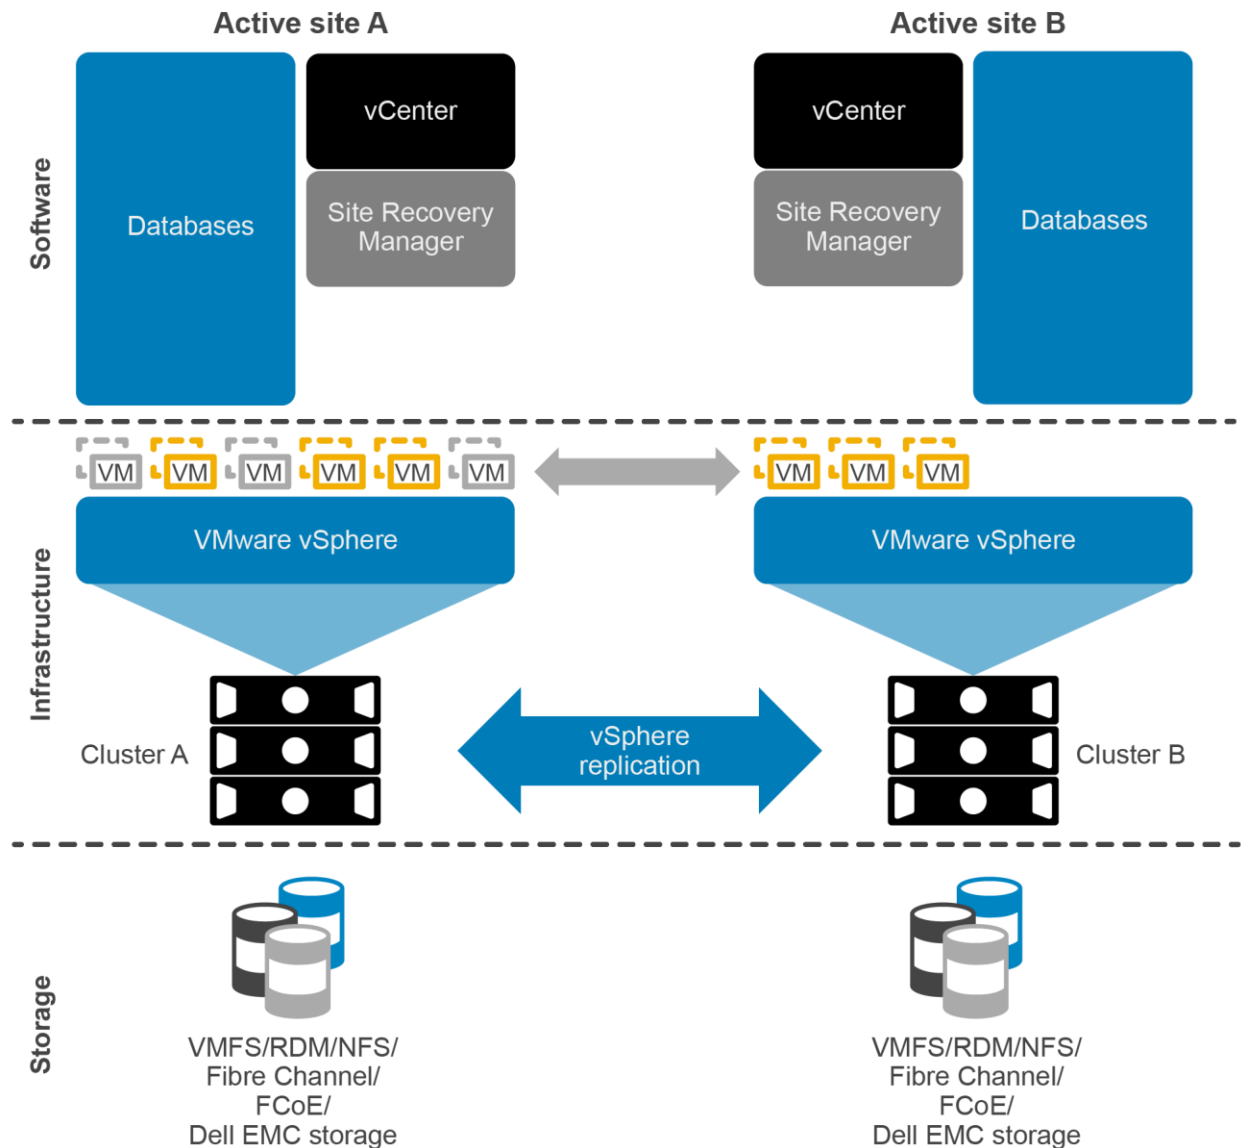 Active site A
Active site B
Software
Databases
vCenter
Site Recovery
Manager
vCenter
Site Recovery
Manager
Databases
Infrastructure
VM
VM
VM
VM
VM
VM
VM
VM
VM
VMware vSphere
VMware vSphere
Cluster A
vSphere
replication
Cluster B
Storage
VMFS/RDM/NFS/
Fibre Channel/
FCoE/
Dell EMC storage
VMFS/RDM/NFS/
Fibre Channel/
FCoE/
Dell EMC storage